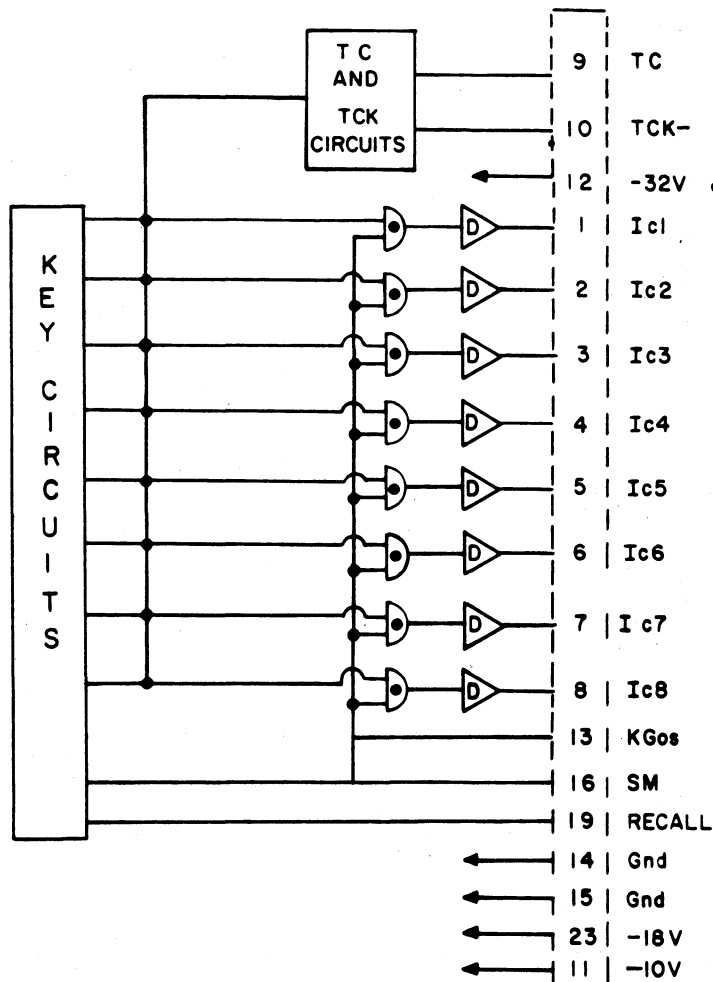 T C
AND
TCK
CIRCUITS
9 TC
10 TCK-
12 -32V
KEY CIRCUITS
D 1 Ic1
D 2 Ic2
D 3 Ic3
D 4 Ic4
D 5 Ic5
D 6 Ic6
D 7 Ic7
D 8 Ic8
13 KGos
16 SM
19 RECALL
14 Gnd
15 Gnd
23 -18V
11 -10V